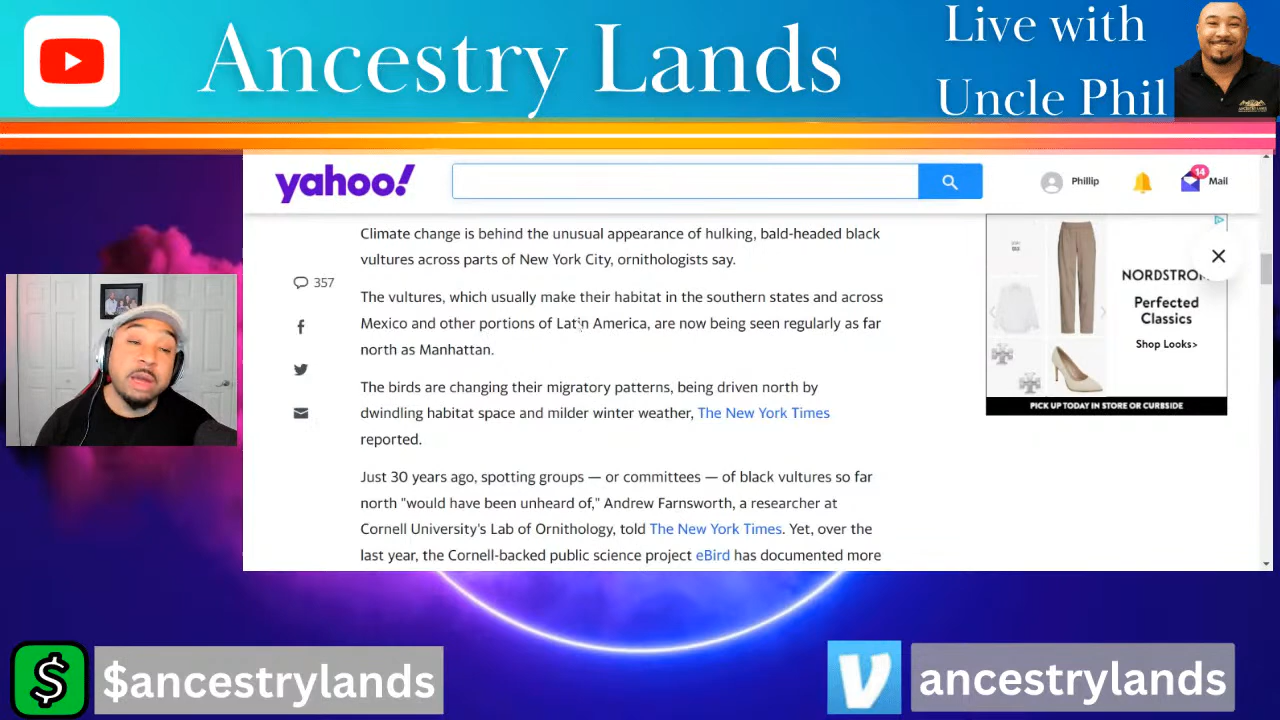 Ancestry Lands
Live with
Uncle Phil
yahoo!
14
Phillip
Mail
Climate change is behind the unusual appearance of hulking, bald-headed black
vultures across parts of New York City, ornithologists say.
357
The vultures, which usually make their habitat in the southern states and across
Mexico and other portions of Latin America, are now being seen regularly as far
north as Manhattan.
The birds are changing their migratory patterns, being driven north by
dwindling habitat space and milder winter weather, The New York Times
reported.
Just 30 years ago, spotting groups — or committees — of black vultures so far
north "would have been unheard of," Andrew Farnsworth, a researcher at
Cornell University's Lab of Ornithology, told The New York Times. Yet, over the
last year, the Cornell-backed public science project eBird has documented more
NORDSTROM
Perfected
Classics
Shop Looks>
PICK UP TODAY IN STORE OR CURBSIDE
$ancestrylands
ancestrylands